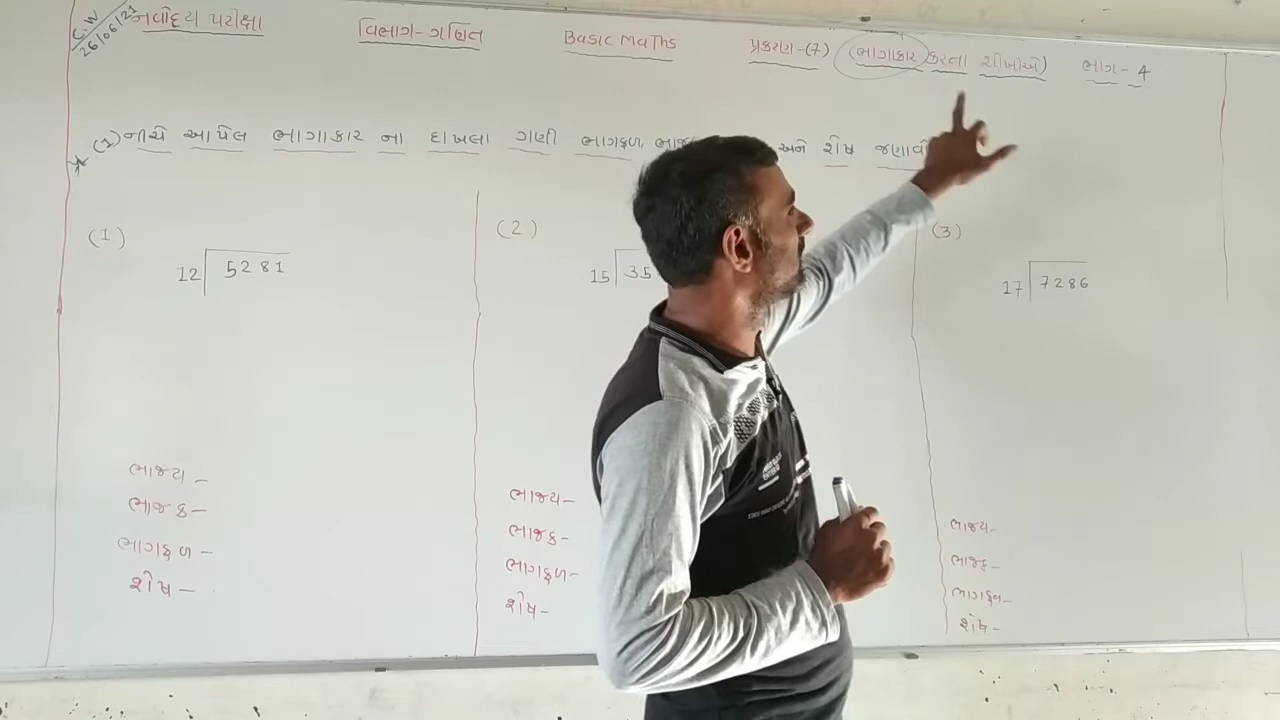 C.W
26/06/21
નવોદય પરીક્ષા વિભાગ-ગણિત Basic Maths પ્રકરણ-(7) (ભાગાકાર કરતા શીખીએ) ભાગ-4
(1) નીચે આપેલ ભાગાકાર ના દાખલા ગણી ભાગફળ, અને શેષ જણાવો
(1) (2) (3)
12 5281 15 35 17 7286
ભાજ્ય-
ભાજક-
ભાગફળ-
શેષ-
ભાજ્ય-
ભાજક-
ભાગફળ-
શેષ-
ભાજ્ય-
ભાજક-
ભાગફળ-
શેષ-